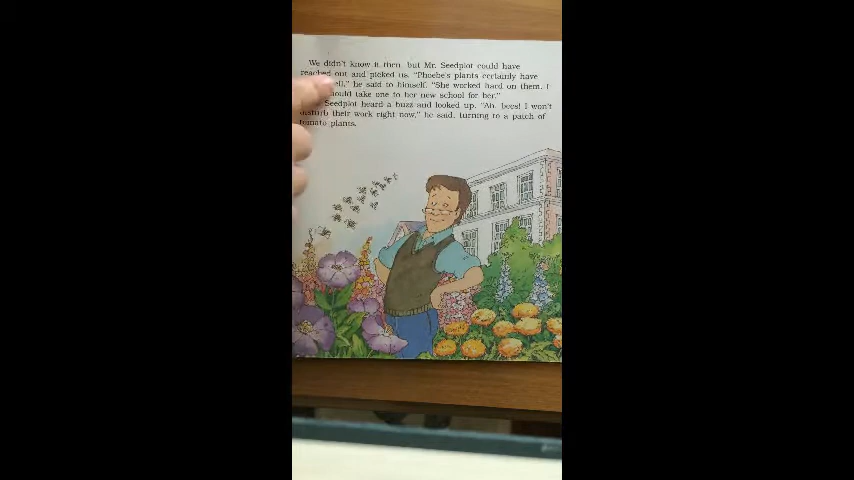 We didn't know it then, but Mr. Seedplot could have
reached out and picked us. "Phoebe's plants certainly have
ell," he said to himself. "She worked hard on them. I
should take one to her new school for her."
Seedplot heard a buzz and looked up. "Ah, bees! I won't
disturb their work right now," he said, turning to a patch of
tomato plants.